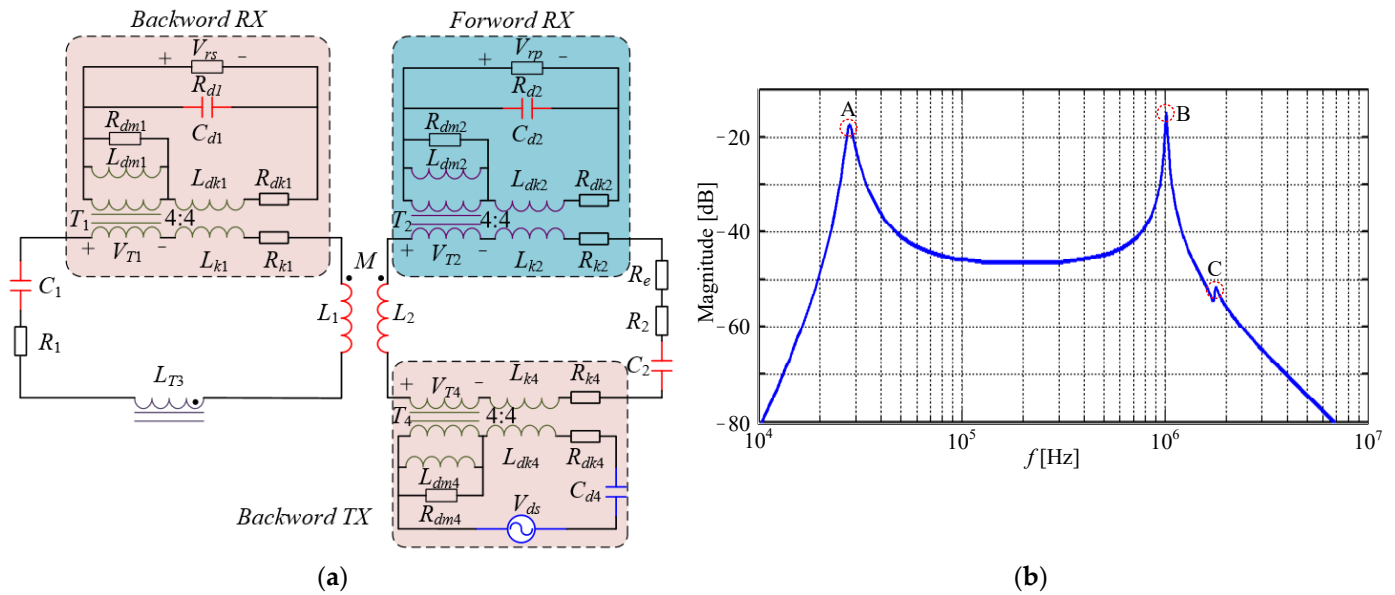 Backword RX
Forword RX
+ V_rs −
R_d1
C_d1
R_dm1
L_dm1
L_dk1
R_dk1
T_1
4:4
+ V_T1 −
L_k1
R_k1
+ V_rp −
R_d2
C_d2
R_dm2
L_dm2
L_dk2
R_dk2
T_2
4:4
+ V_T2 −
L_k2
R_k2
C_1
R_1
L_T3
L_1
M
L_2
R_e
R_2
C_2
+ V_T4 −
L_k4
R_k4
T_4
4:4
L_dk4
R_dk4
L_dm4
R_dm4
C_d4
V_ds
Backword TX
(a)
Magnitude [dB]
−20
−40
−60
−80
A
B
C
10^4
10^5
10^6
10^7
f [Hz]
(b)